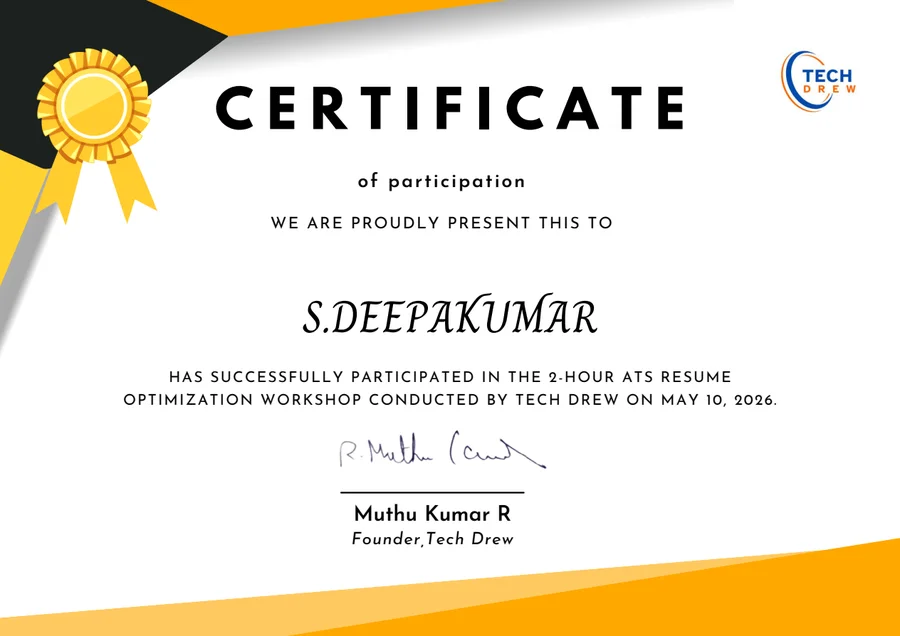 TECH
DREW
CERTIFICATE
of participation
WE ARE PROUDLY PRESENT THIS TO
S.DEEPAKUMAR
HAS SUCCESSFULLY PARTICIPATED IN THE 2-HOUR ATS RESUME
OPTIMIZATION WORKSHOP CONDUCTED BY TECH DREW ON MAY 10, 2026.
R. Muthu Kumar
Muthu Kumar R
Founder,Tech Drew